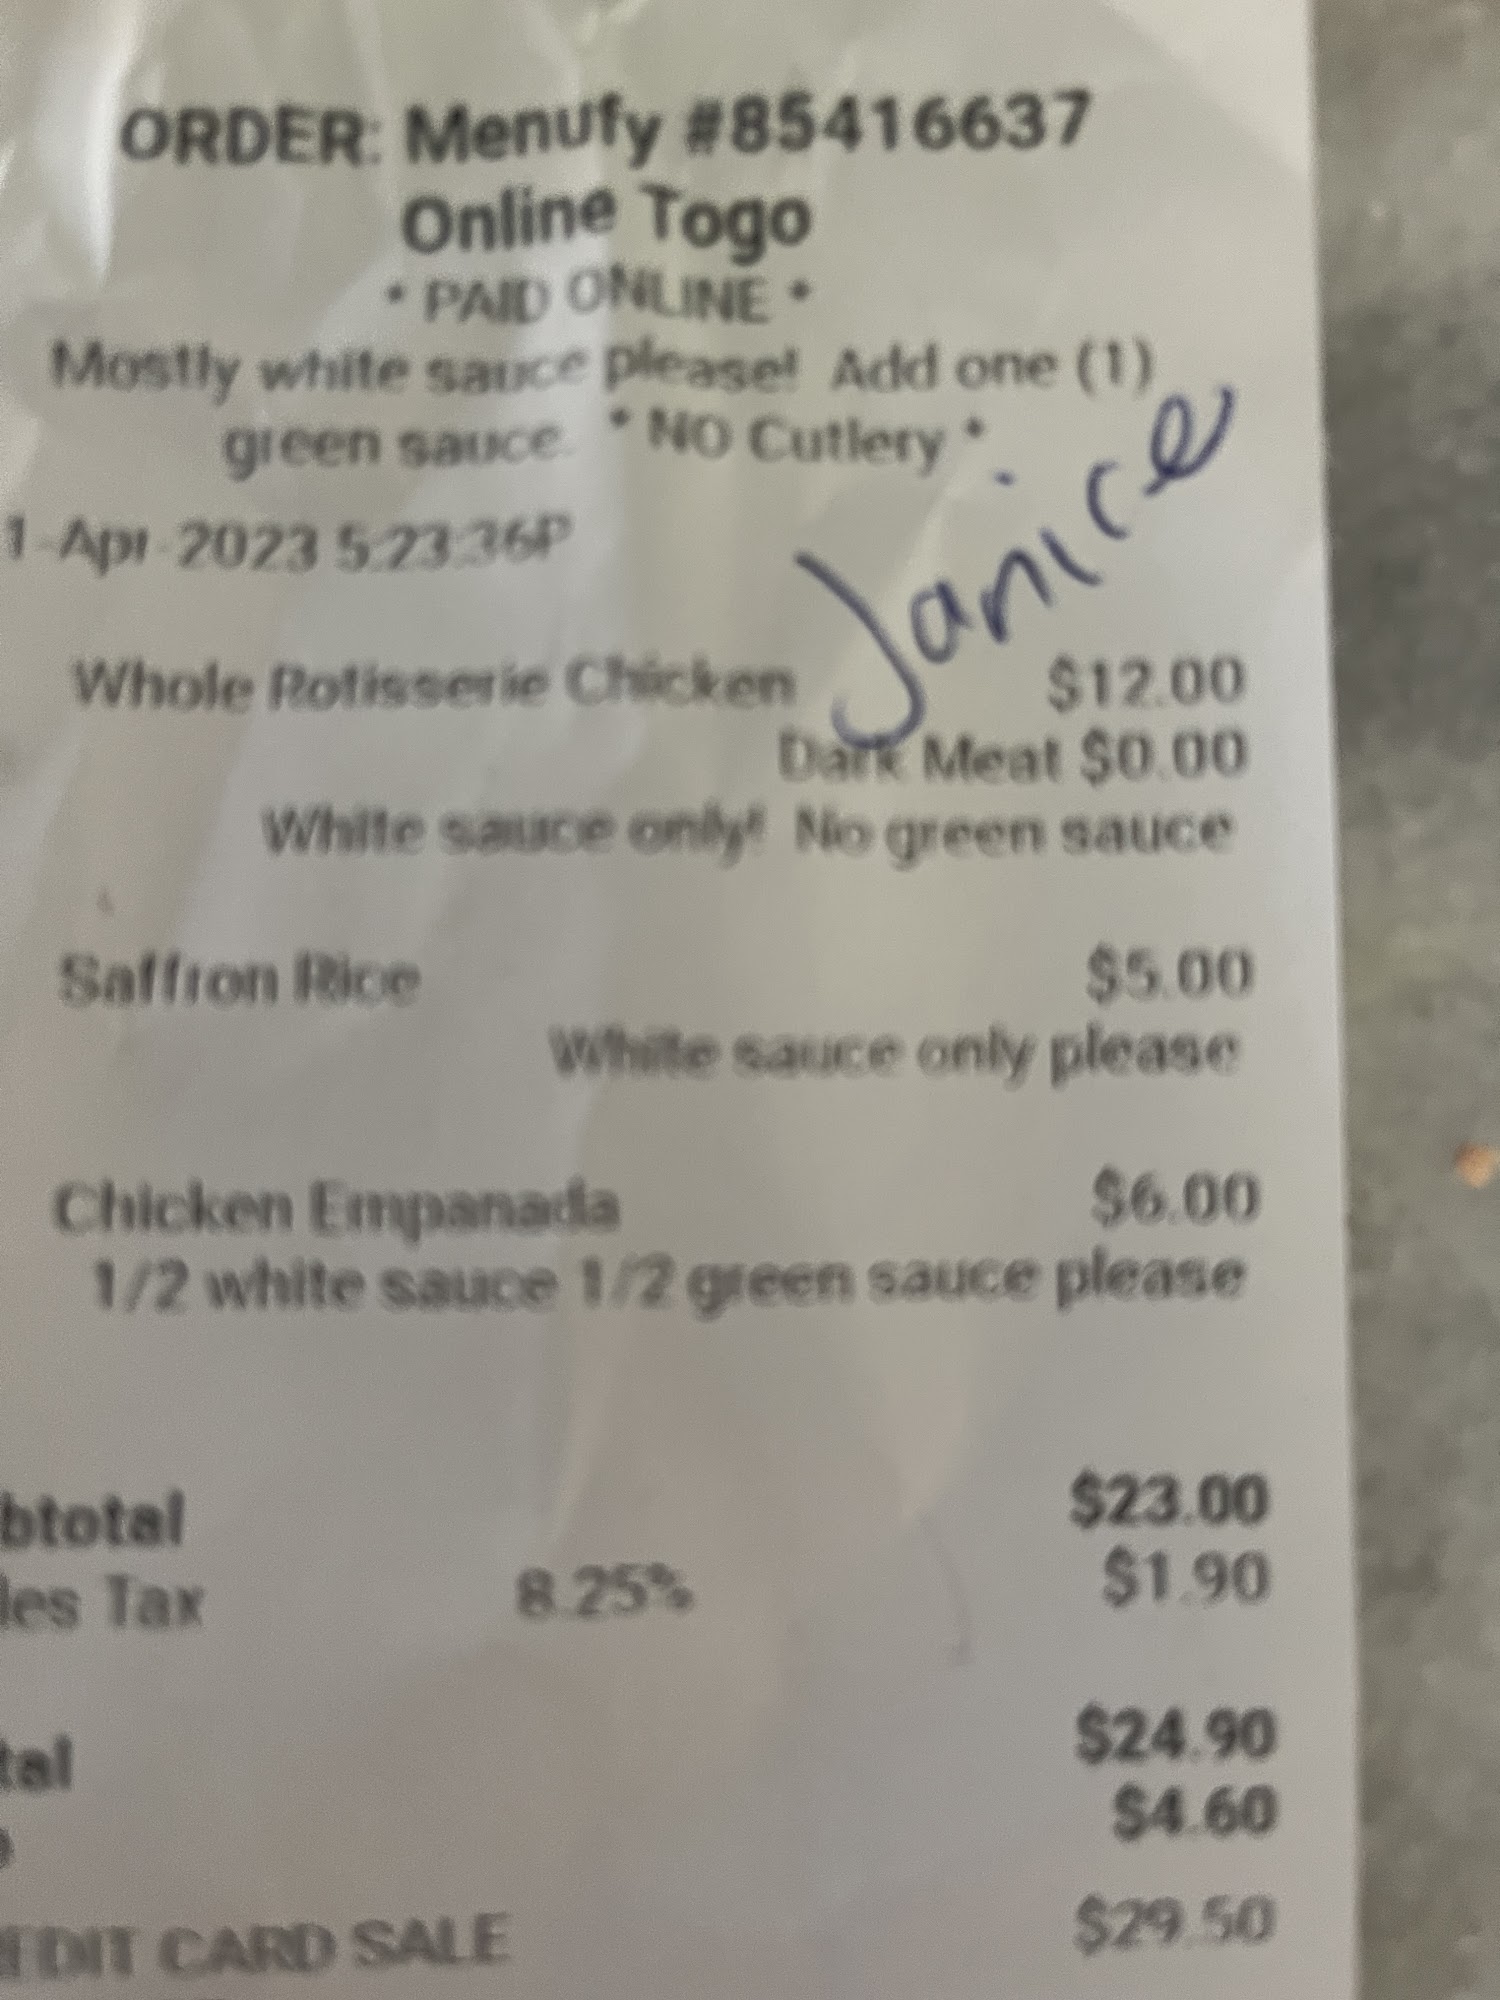 ORDER: Menufy #85416637
Online Togo
* PAID ONLINE *
Mostly white sauce please! Add one (1)
green sauce. * NO Cutlery *
Janice
1-Apr-2023 5:23:36P
Whole Rotisserie Chicken $12.00
Dark Meat $0.00
White sauce only! No green sauce
Saffron Rice $5.00
White sauce only please
Chicken Empanada $6.00
1/2 white sauce 1/2 green sauce please
btotal $23.00
les Tax 8.25% $1.90
tal $24.90
$4.60
EDIT CARD SALE $29.50